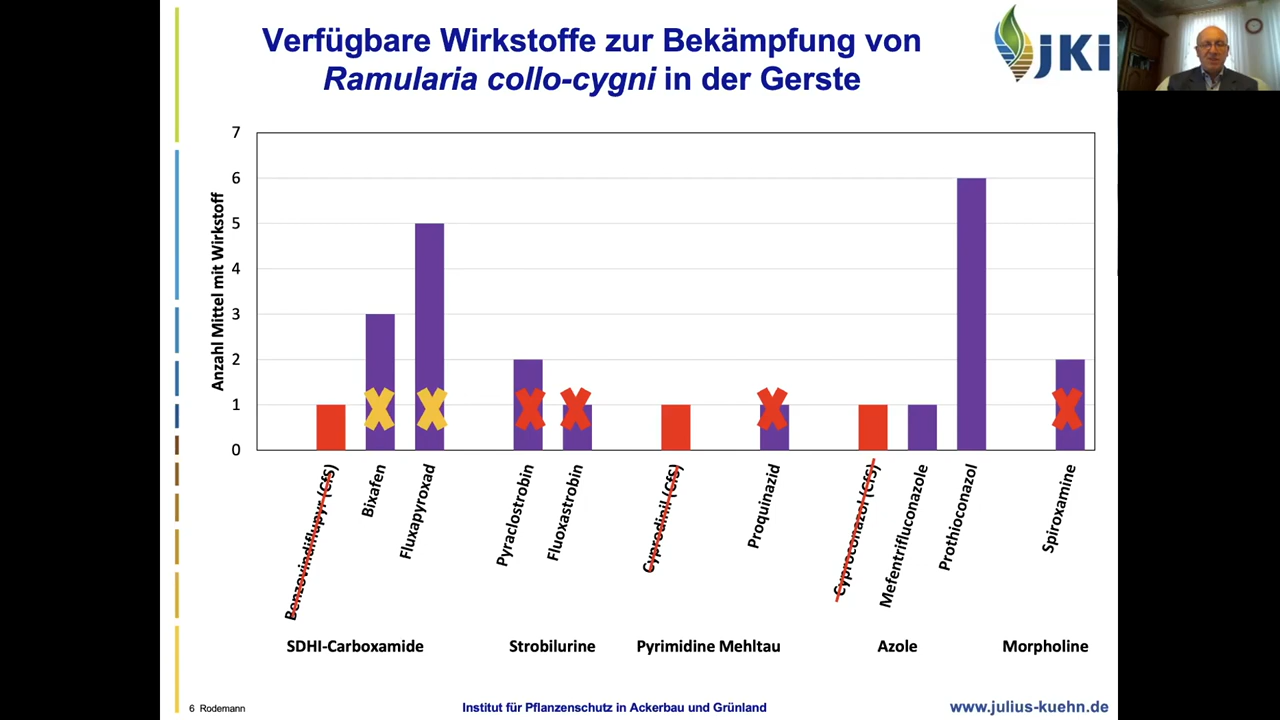 Verfügbare Wirkstoffe zur Bekämpfung von
Ramularia collo-cygni in der Gerste
jKi
Anzahl Mittel mit Wirkstoff
7
6
5
4
3
2
1
0
Benzovindiflupyr (CfS)
Bixafen
Fluxapyroxad
Pyraclostrobin
Fluoxastrobin
Cyprodinil (CfS)
Proquinazid
Cyproconazol (CfS)
Mefentrifluconazole
Prothioconazol
Spiroxamine
SDHI-Carboxamide
Strobilurine
Pyrimidine Mehltau
Azole
Morpholine
6 Rodemann
Institut für Pflanzenschutz in Ackerbau und Grünland
www.julius-kuehn.de